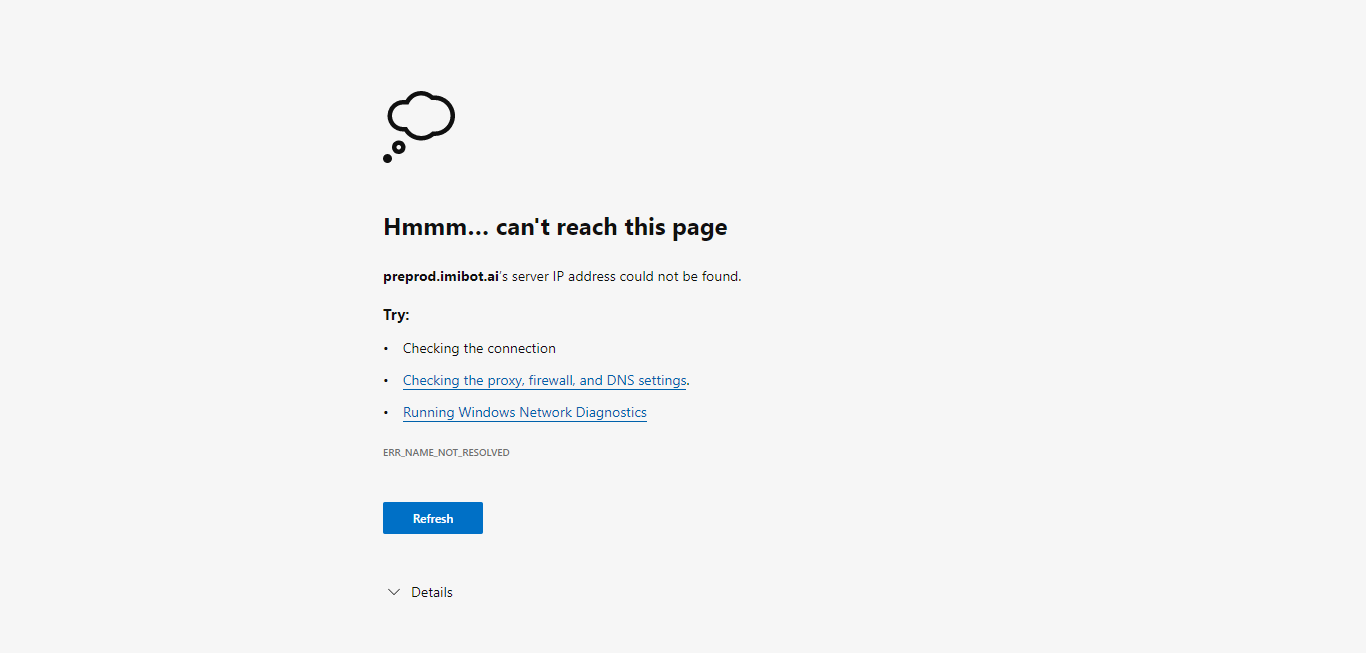 Hmmm… can't reach this page
preprod.imibot.ai's server IP address could not be found.
Try:
• Checking the connection
• Checking the proxy, firewall, and DNS settings.
• Running Windows Network Diagnostics
ERR_NAME_NOT_RESOLVED
Refresh
Details